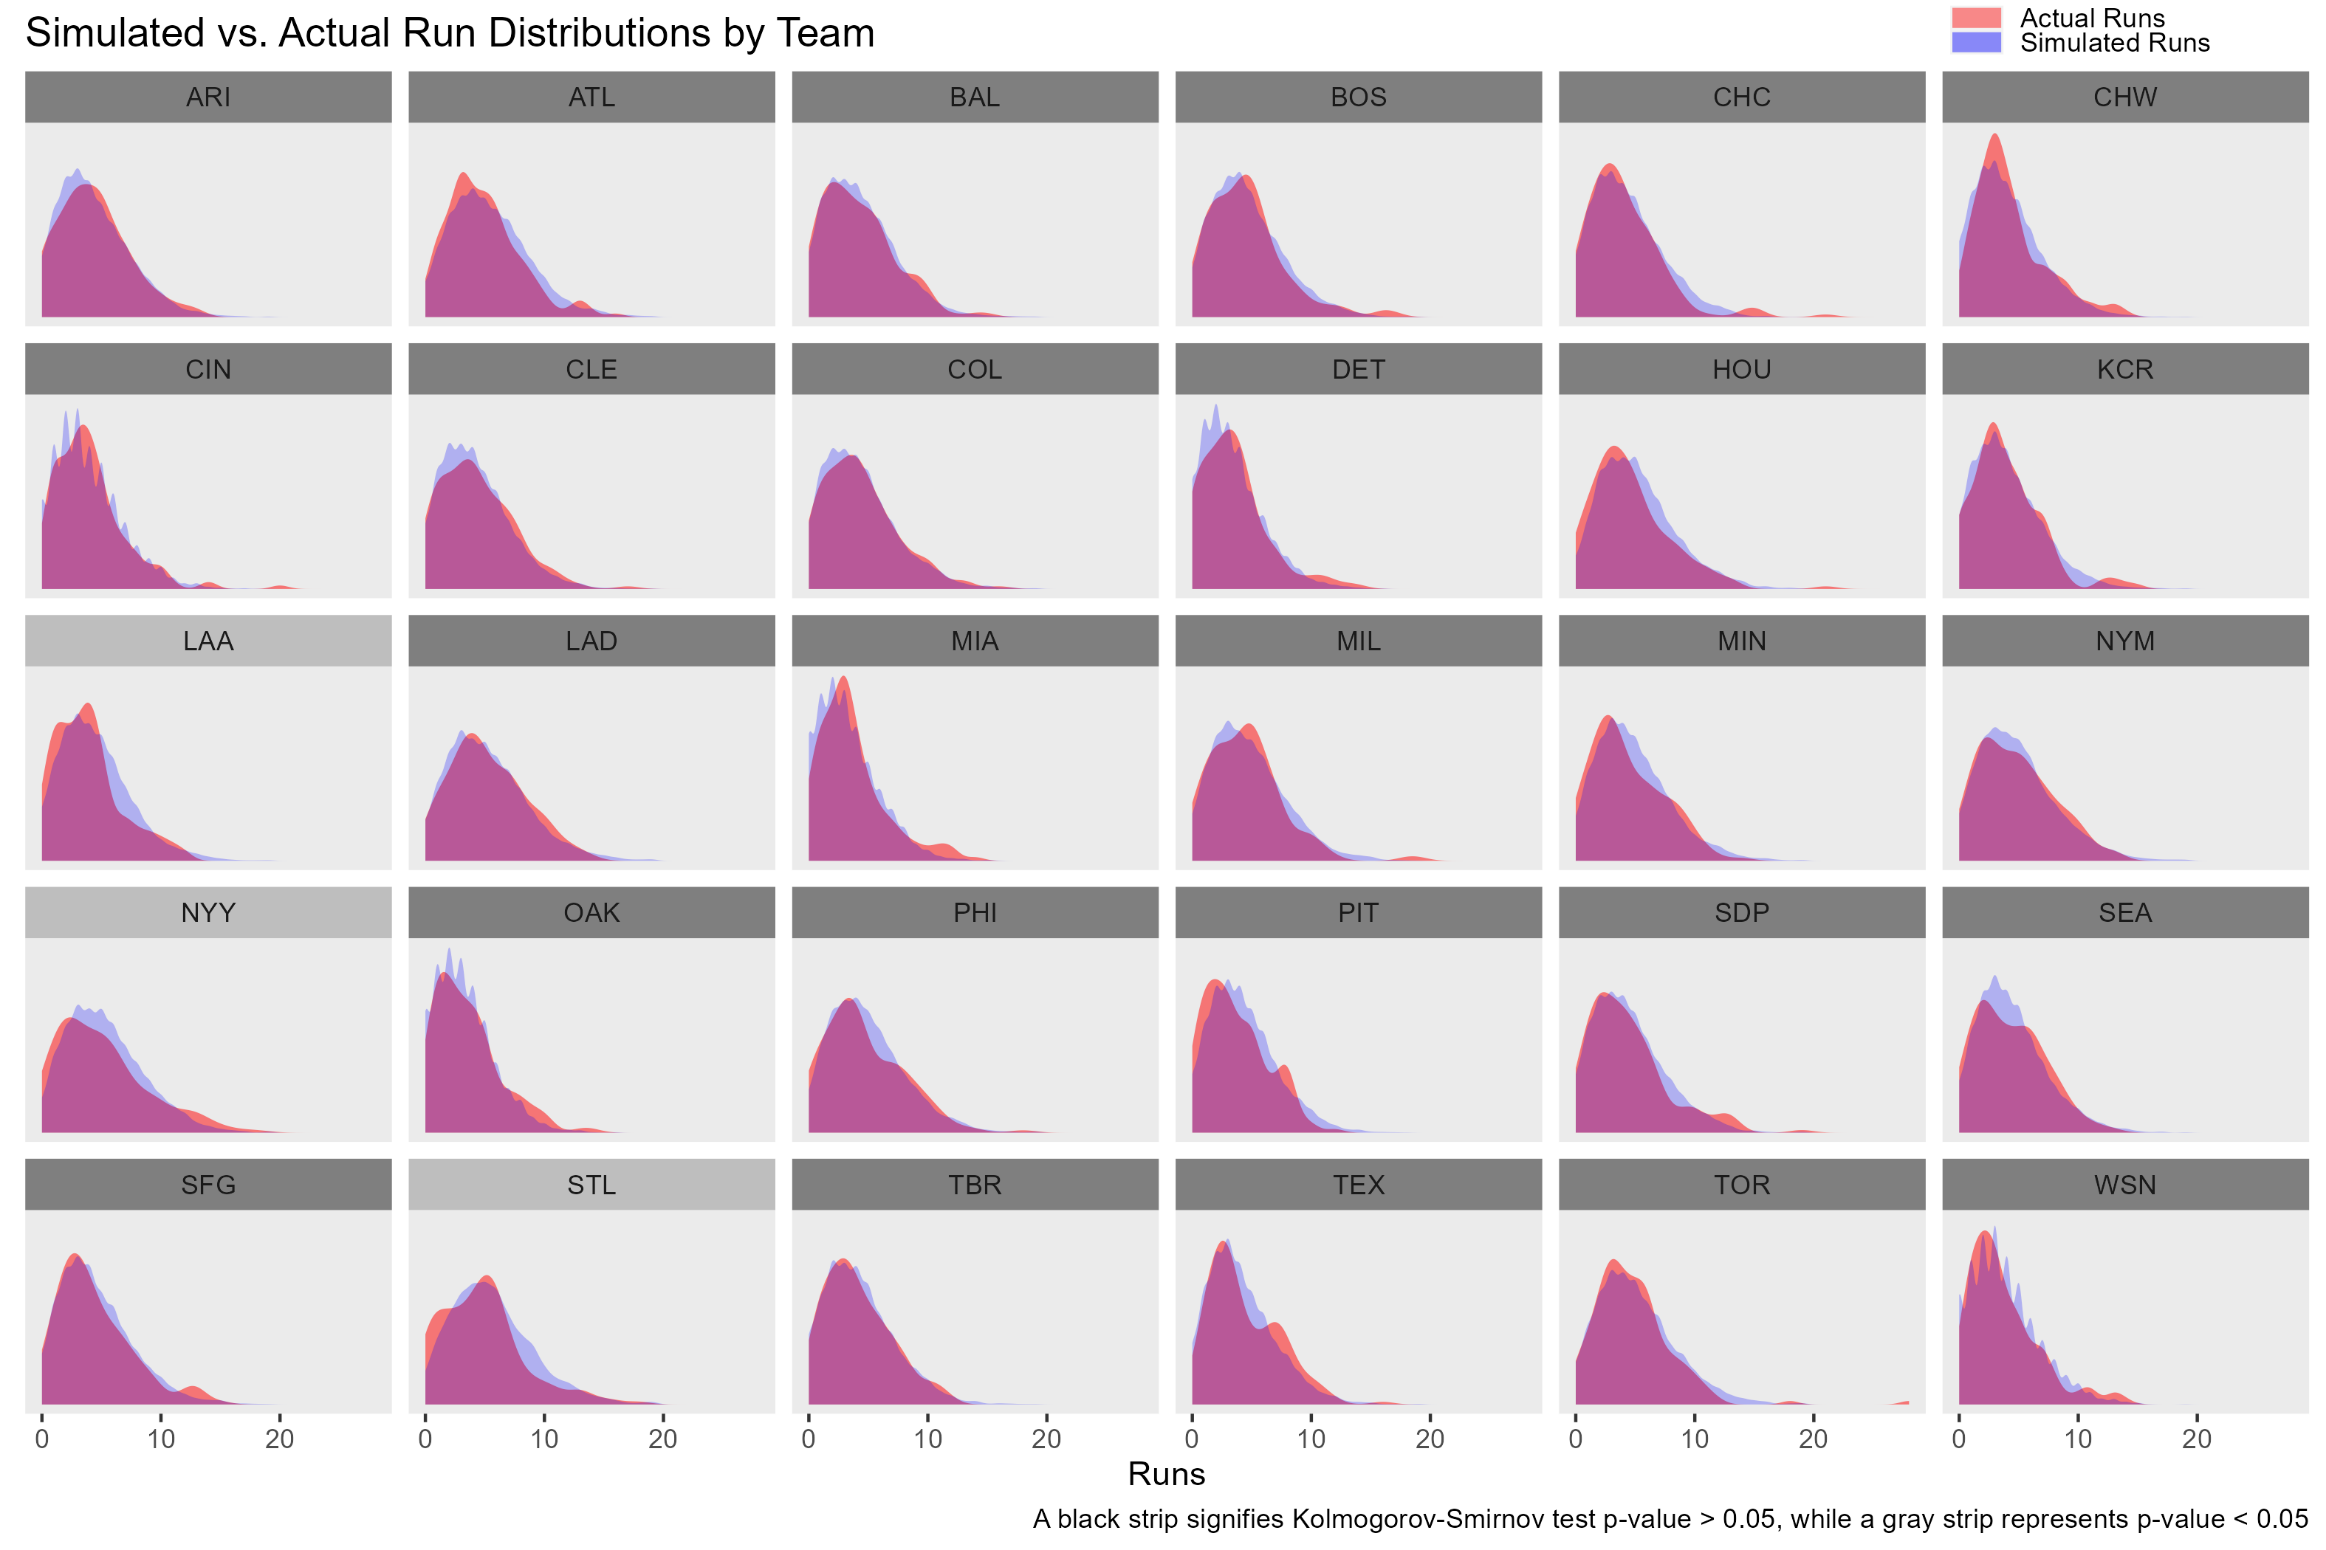 Simulated vs. Actual Run Distributions by Team
Actual Runs
Simulated Runs
ARI ATL BAL BOS CHC CHW
CIN CLE COL DET HOU KCR
LAA LAD MIA MIL MIN NYM
NYY OAK PHI PIT SDP SEA
SFG STL TBR TEX TOR WSN
0 10 20 0 10 20 0 10 20 0 10 20 0 10 20 0 10 20
Runs
A black strip signifies Kolmogorov-Smirnov test p-value > 0.05, while a gray strip represents p-value < 0.05